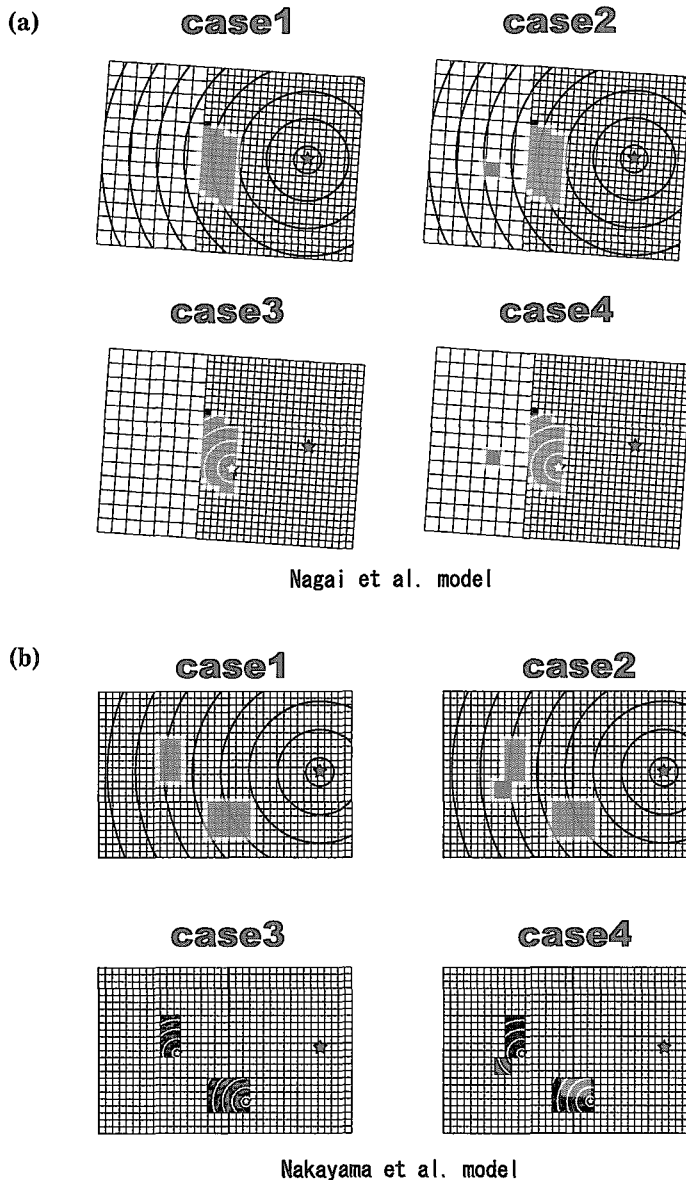 (a)
case1 case2
case3 case4
Nagai et al. model
(b)
case1 case2
case3 case4
Nakayama et al. model